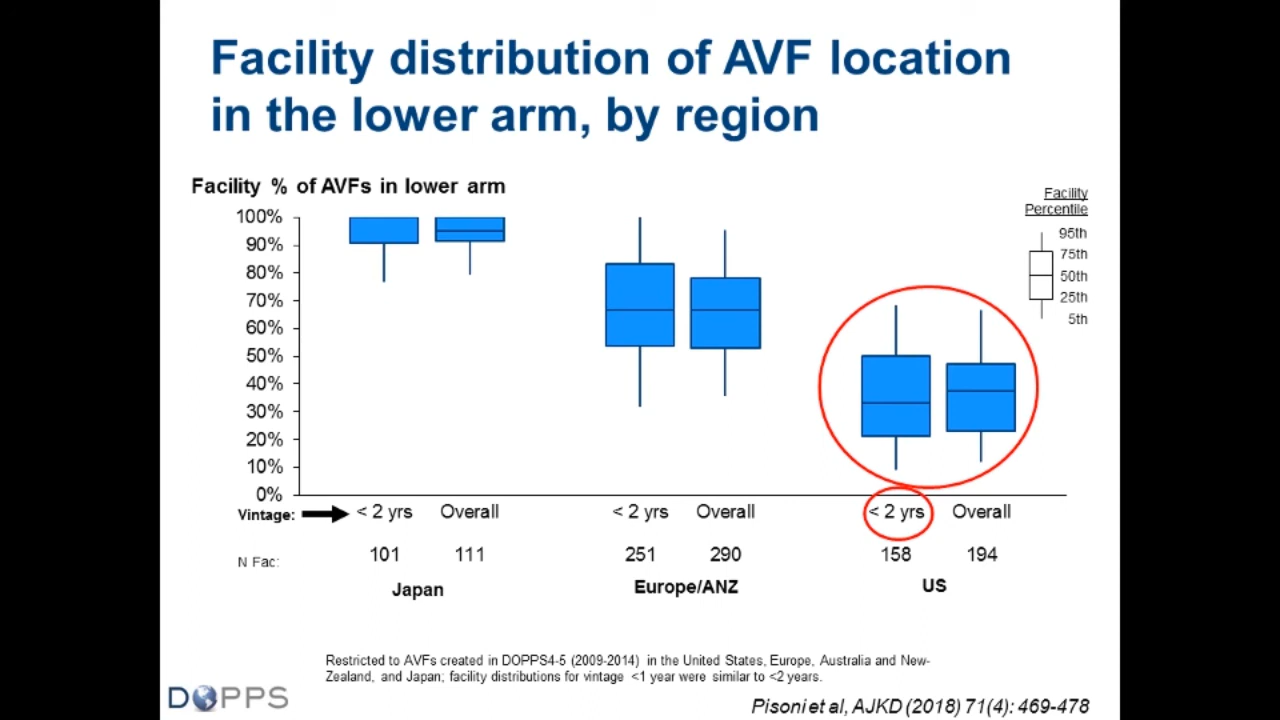 Facility distribution of AVF location
in the lower arm, by region
Facility % of AVFs in lower arm
Facility
Percentile
95th
75th
50th
25th
5th
100%
90%
80%
70%
60%
50%
40%
30%
20%
10%
0%
Vintage: < 2 yrs Overall < 2 yrs Overall < 2 yrs Overall
N Fac: 101 111 251 290 158 194
Japan Europe/ANZ US
Restricted to AVFs created in DOPPS4-5 (2009-2014) in the United States, Europe, Australia and New-
Zealand, and Japan; facility distributions for vintage <1 year were similar to <2 years.
DOPPS
Pisoni et al, AJKD (2018) 71(4): 469-478